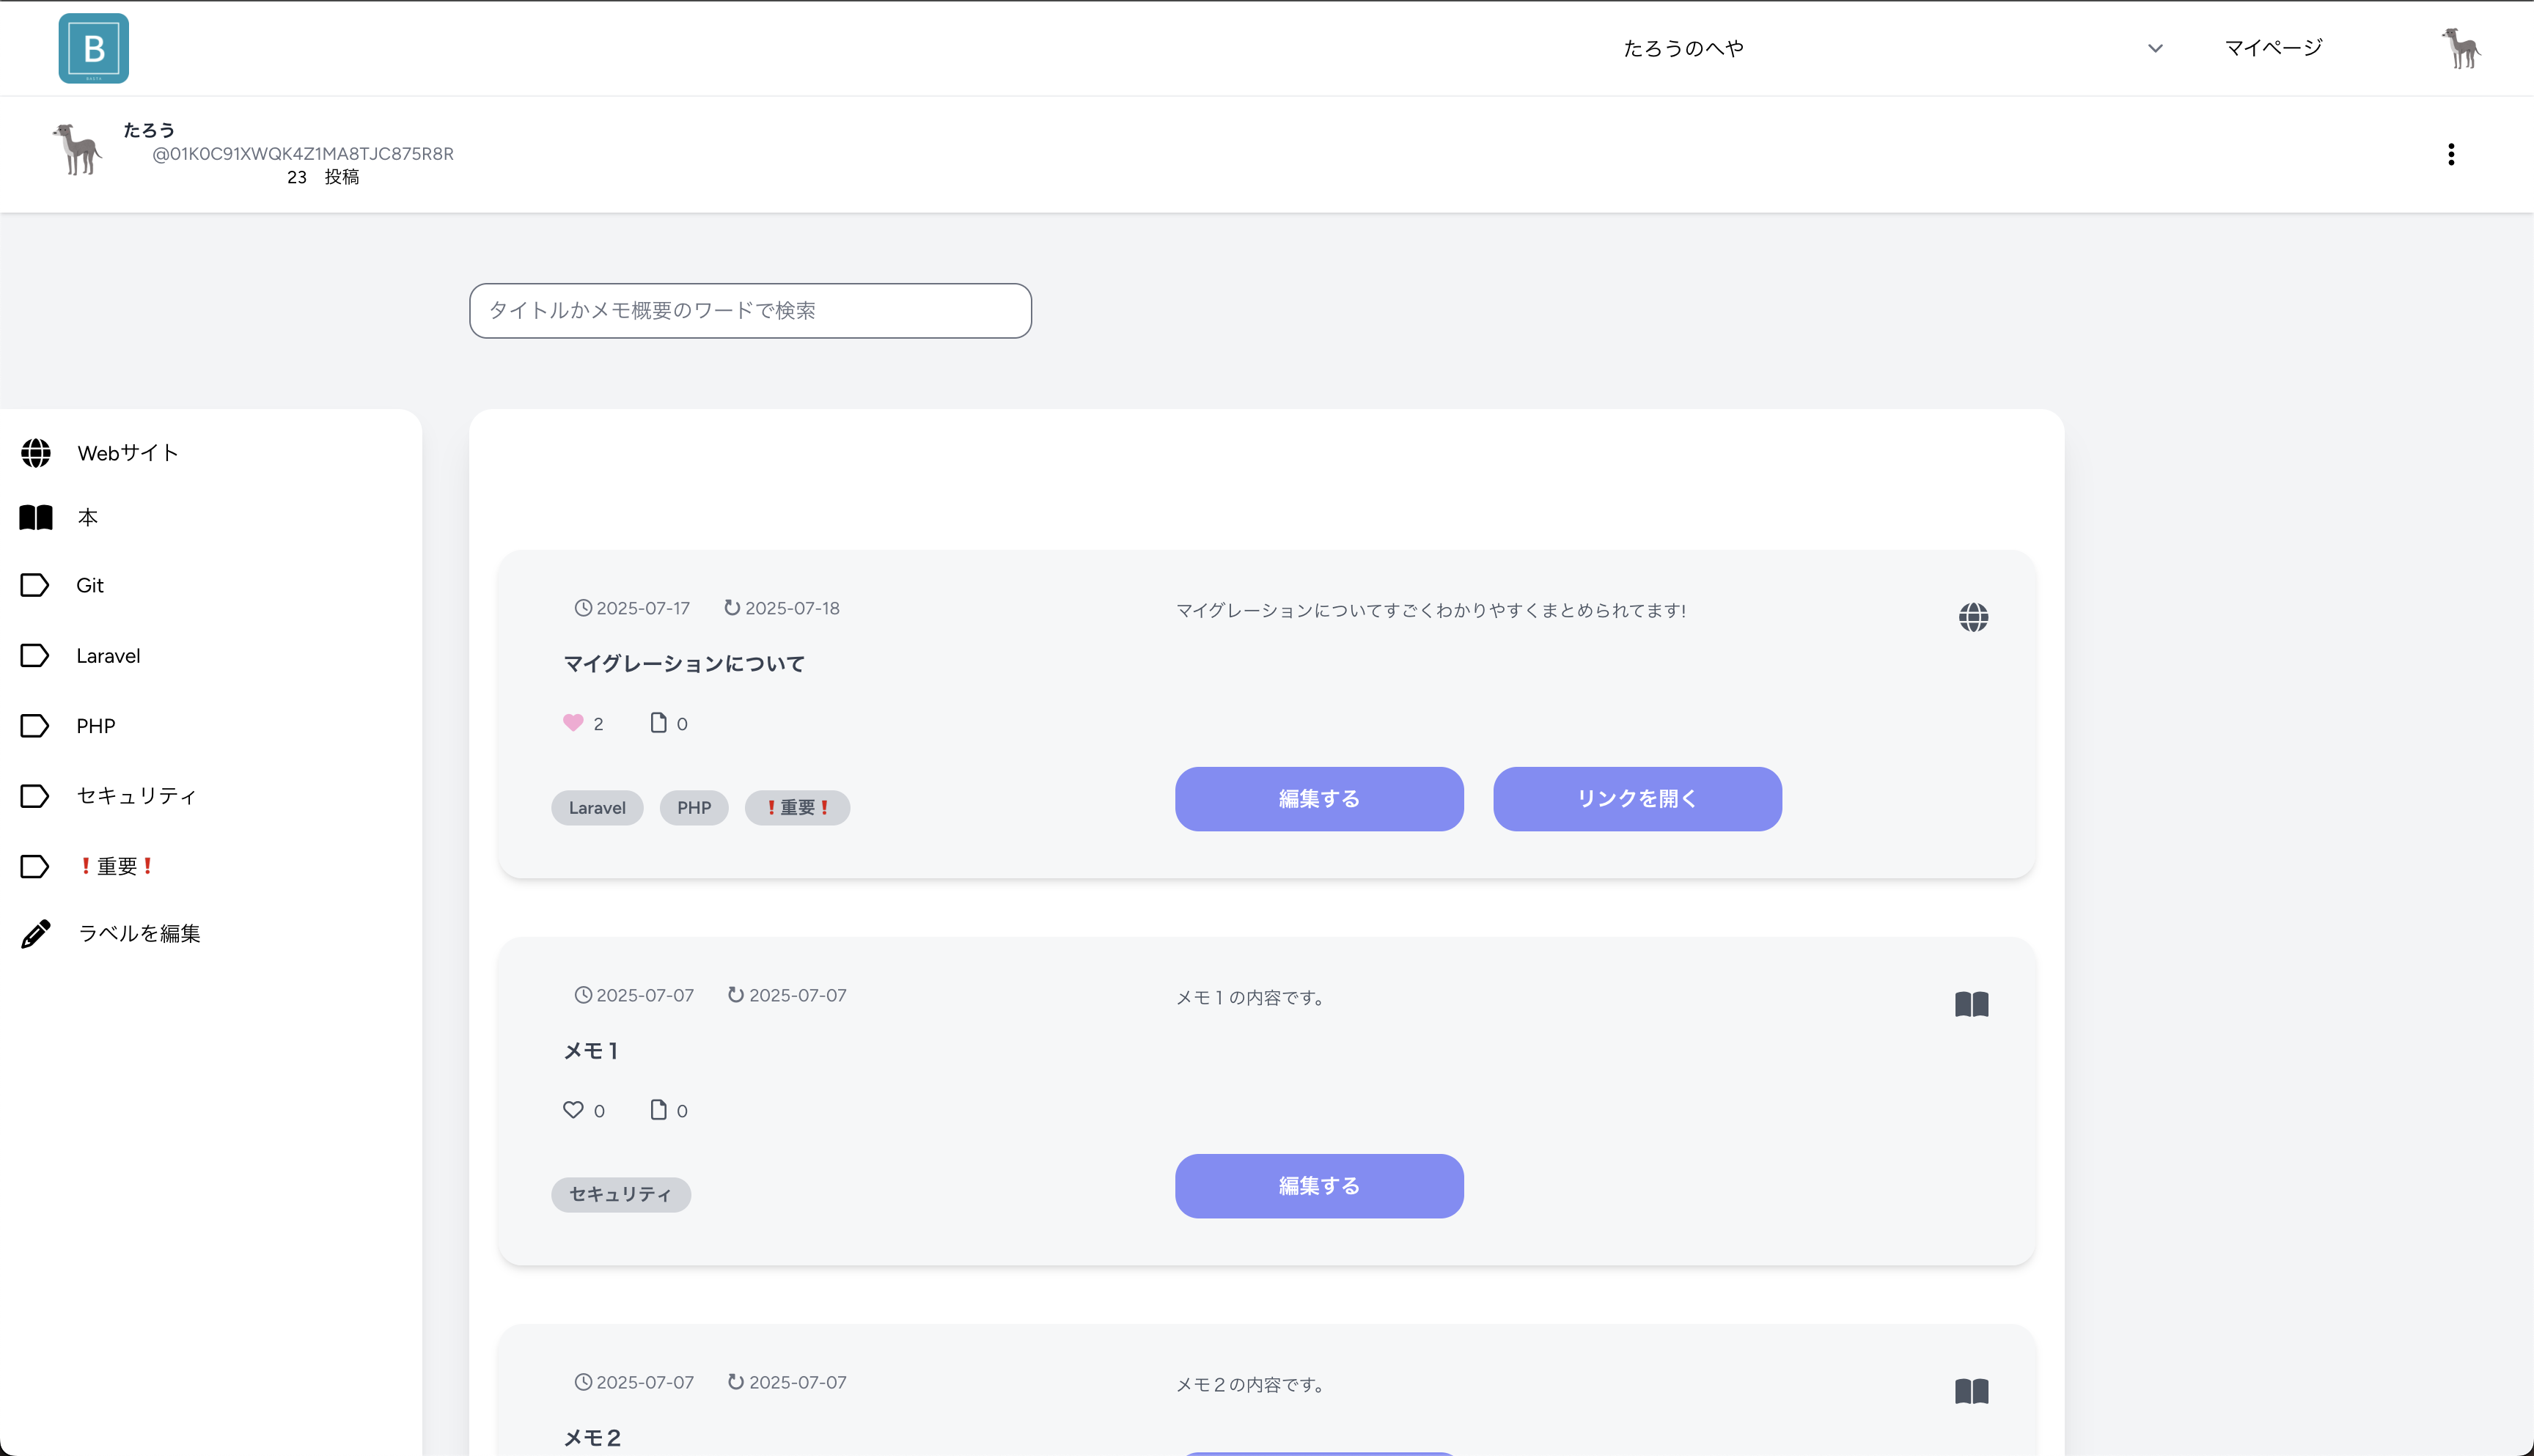 B
たろうのへや
マイページ
たろう
@01K0C91XWQK4Z1MA8TJC875R8R
23 投稿
タイトルかメモ概要のワードで検索
Webサイト
本
Git
Laravel
PHP
セキュリティ
❗重要❗
ラベルを編集
2025-07-17 2025-07-18
マイグレーションについてすごくわかりやすくまとめられてます!
マイグレーションについて
2 0
Laravel PHP ❗重要❗
編集する リンクを開く
2025-07-07 2025-07-07
メモ１の内容です。
メモ１
0 0
セキュリティ
編集する
2025-07-07 2025-07-07
メモ２の内容です。
メモ２